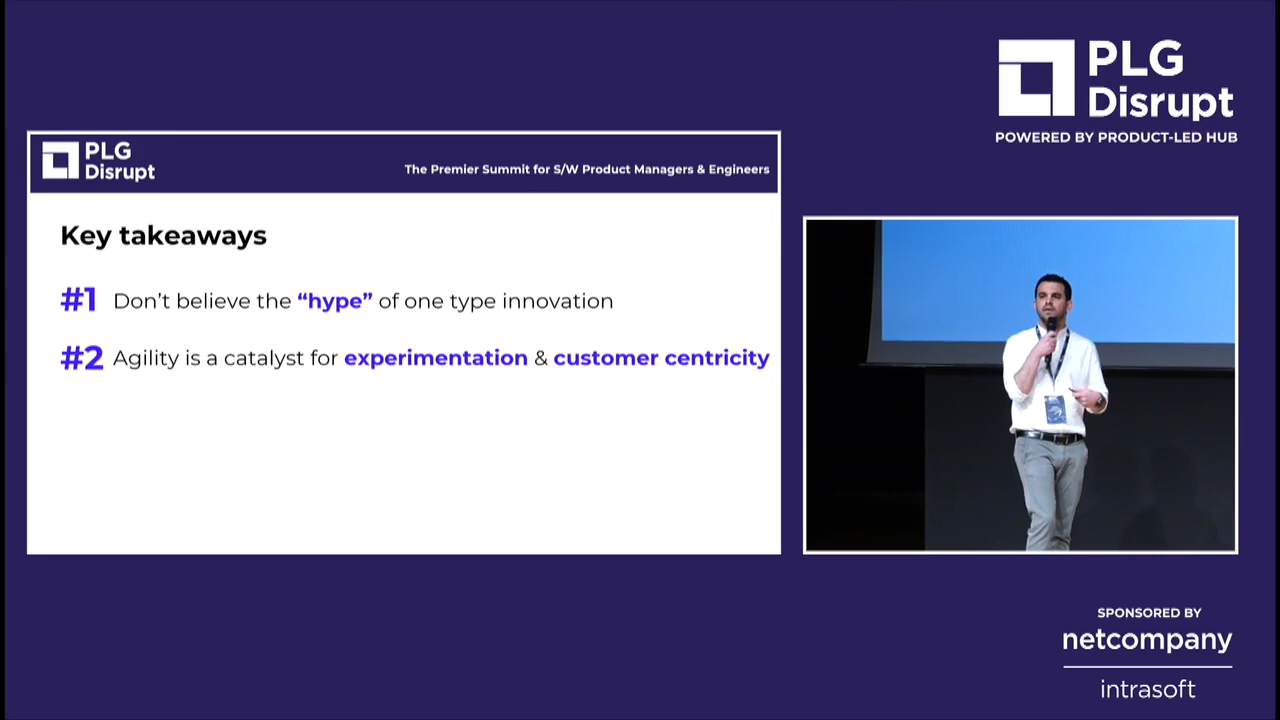 PLG
Disrupt
POWERED BY PRODUCT-LED HUB
PLG
Disrupt
The Premier Summit for S/W Product Managers & Engineers
Key takeaways
#1 Don’t believe the “hype” of one type innovation
#2 Agility is a catalyst for experimentation & customer centricity
SPONSORED BY
netcompany
intrasoft